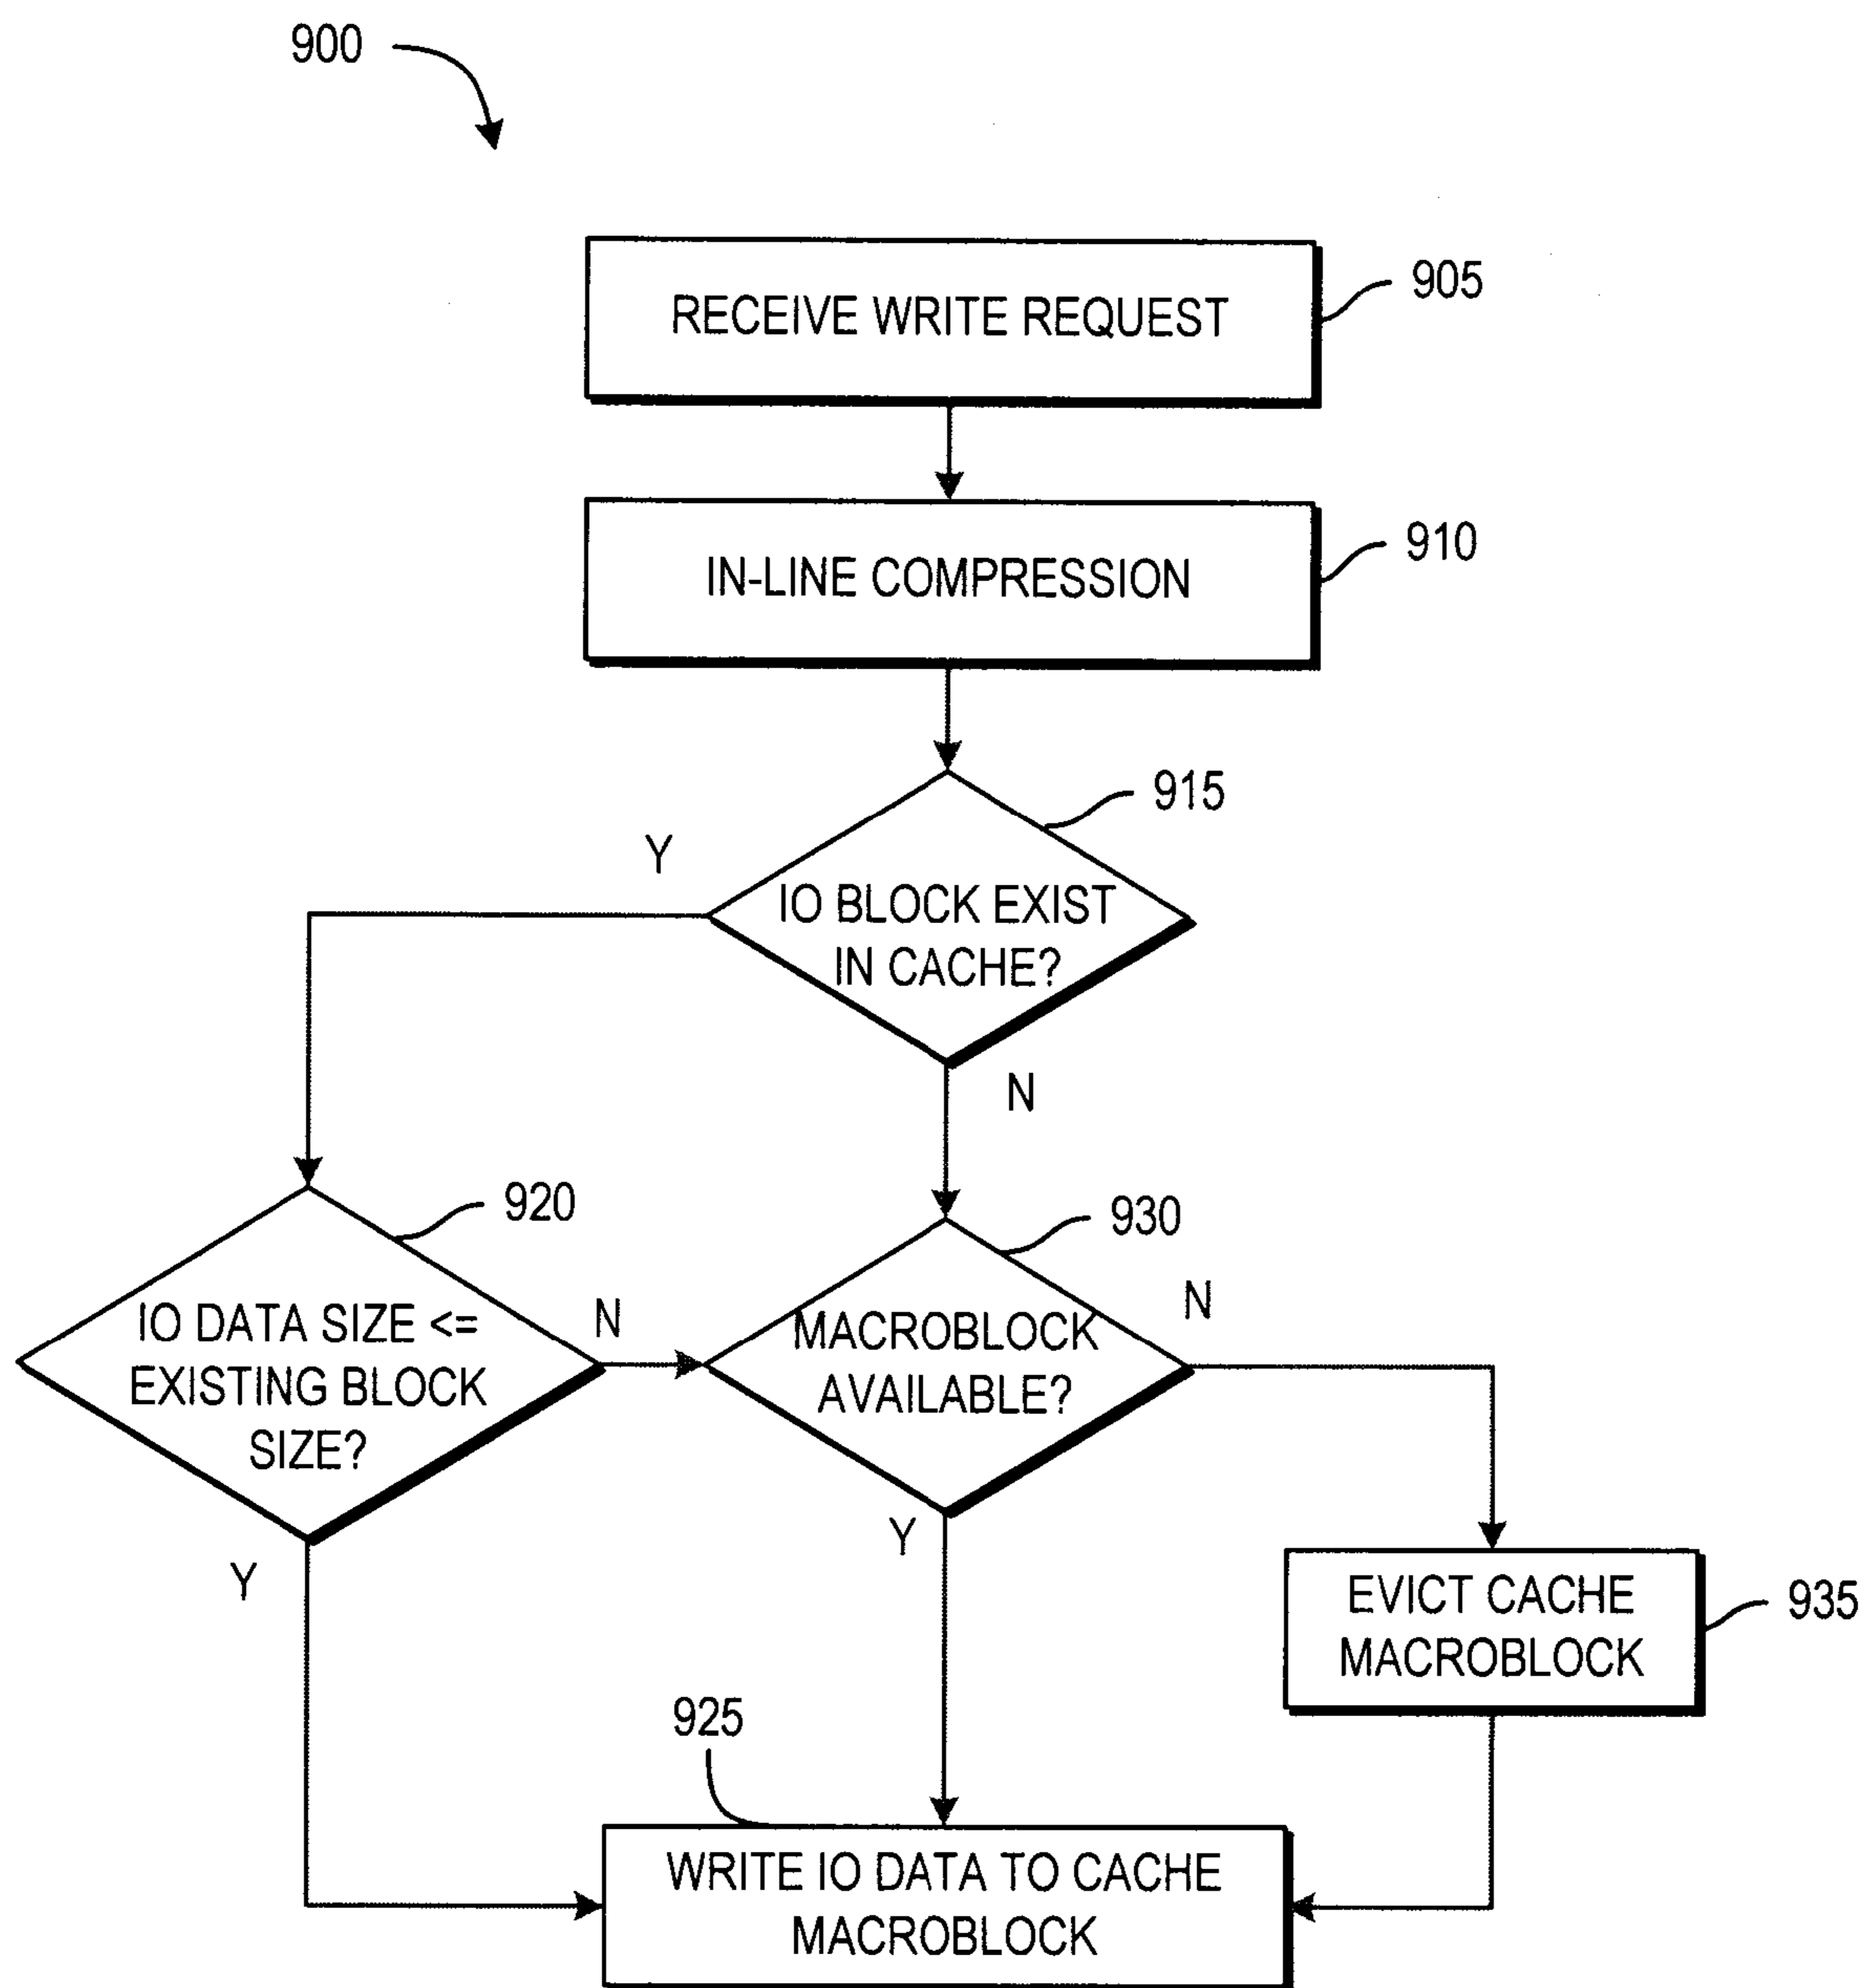 900
RECEIVE WRITE REQUEST
905
IN-LINE COMPRESSION
910
915
Y
IO BLOCK EXIST
IN CACHE?
N
920
930
IO DATA SIZE <=
EXISTING BLOCK
SIZE?
N
MACROBLOCK
AVAILABLE?
N
Y
Y
EVICT CACHE
MACROBLOCK
935
925
WRITE IO DATA TO CACHE
MACROBLOCK